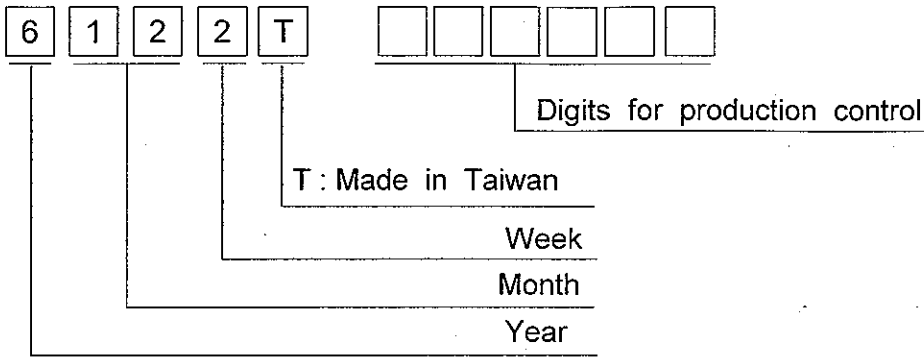 6 1 2 2 T
Digits for production control
T : Made in Taiwan
Week
Month
Year